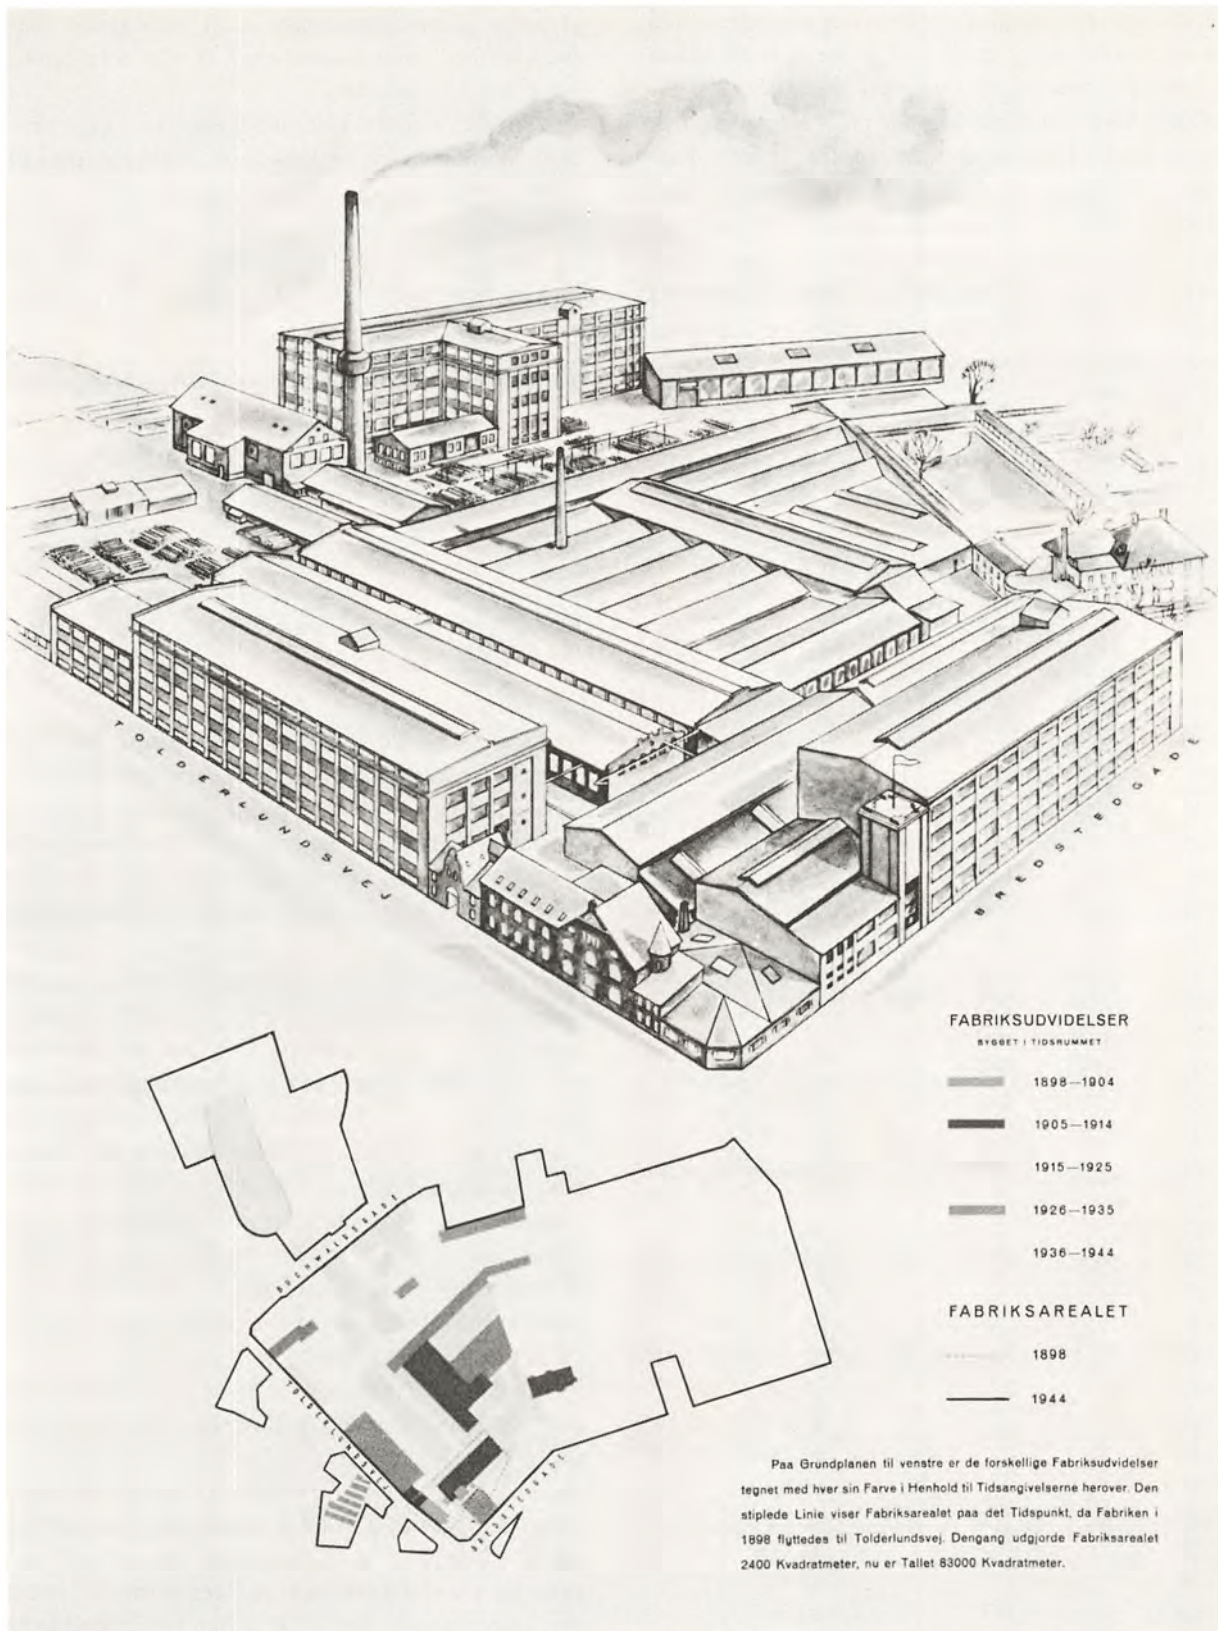 TOLDERLUNDSVEJ
BREDSTEDGADE
FABRIKSUDVIDELSER
BYGGET I TIDSRUMMET
1898—1904
1905—1914
1915—1925
1926—1935
1936—1944
FABRIKSAREALET
1898
1944
BUCHWALDSGADE
TOLDERLUNDSVEJ
BREDSTEDGADE
Paa Grundplanen til venstre er de forskellige Fabriksudvidelser
tegnet med hver sin Farve i Henhold til Tidsangivelserne herover. Den
stiplede Linie viser Fabriksarealet paa det Tidspunkt, da Fabriken i
1898 flyttedes til Tolderlundsvej. Dengang udgjorde Fabriksarealet
2400 Kvadratmeter, nu er Tallet 83000 Kvadratmeter.